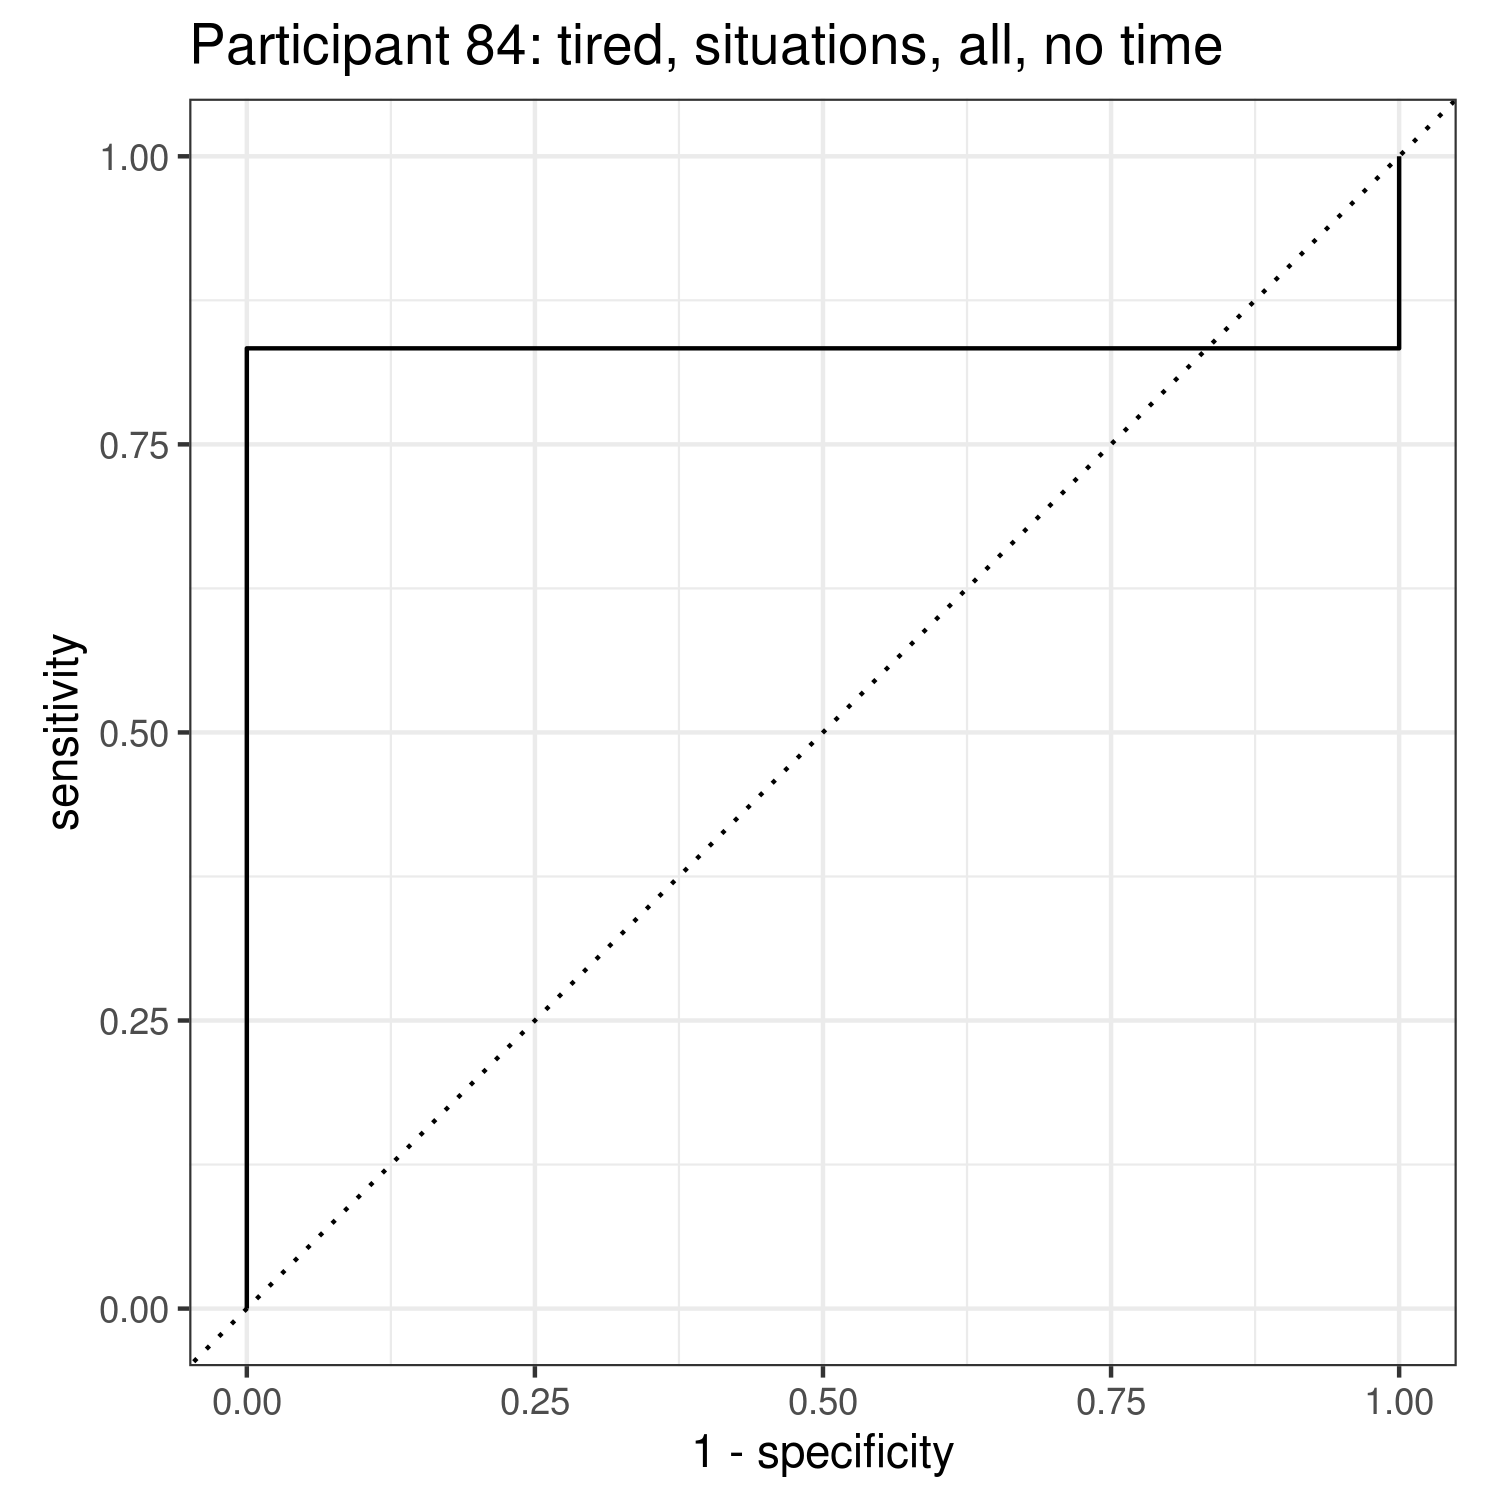 Participant 84: tired, situations, all, no time
1.00
0.75
0.50
0.25
0.00
sensitivity
0.00 0.25 0.50 0.75 1.00
1 - specificity